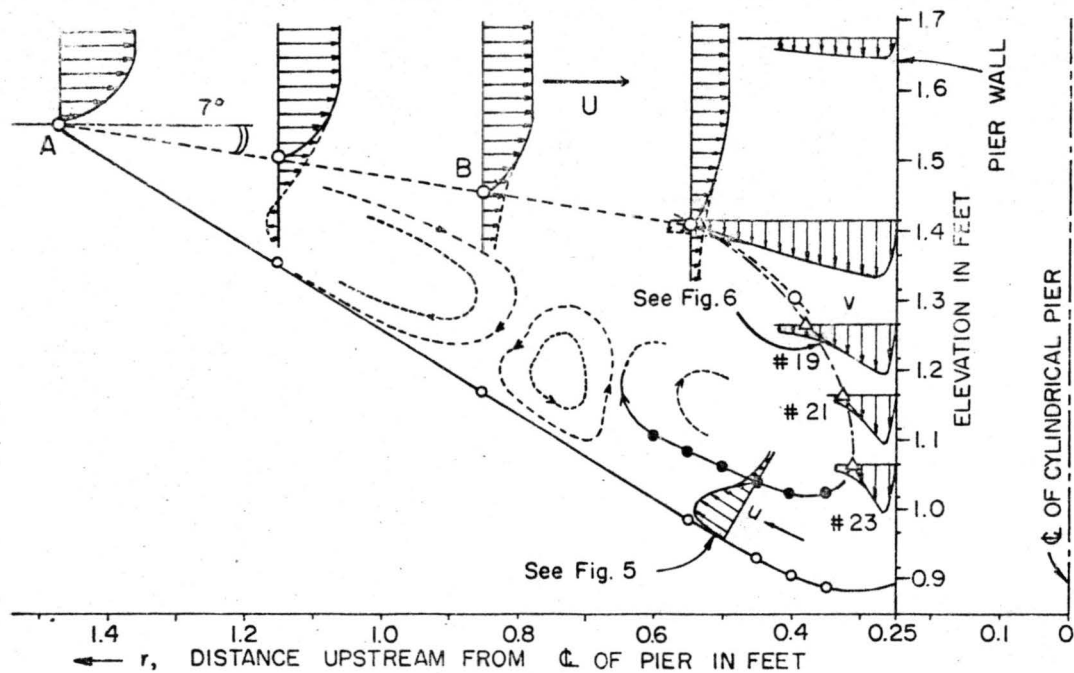 1.7
PIER WALL
1.6
7°
U
A
1.5
B
1.4
ELEVATION IN FEET
See Fig. 6
V
1.3
#19
1.2
#21
1.1
℄ OF CYLINDRICAL PIER
u
1.0
#23
See Fig. 5
0.9
1.4
1.2
1.0
0.8
0.6
0.4
0.25
0.1
0
r, DISTANCE UPSTREAM FROM ℄ OF PIER IN FEET